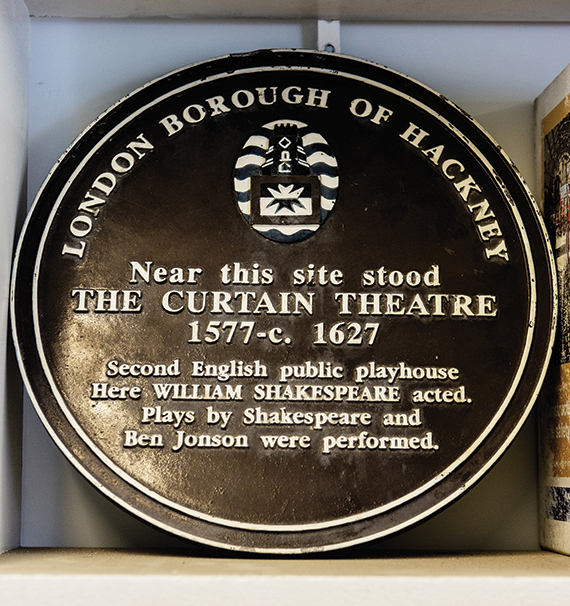 LONDON BOROUGH OF HACKNEY
Near this site stood
THE CURTAIN THEATRE
1577-c. 1627
Second English public playhouse
Here WILLIAM SHAKESPEARE acted.
Plays by Shakespeare and
Ben Jonson were performed.